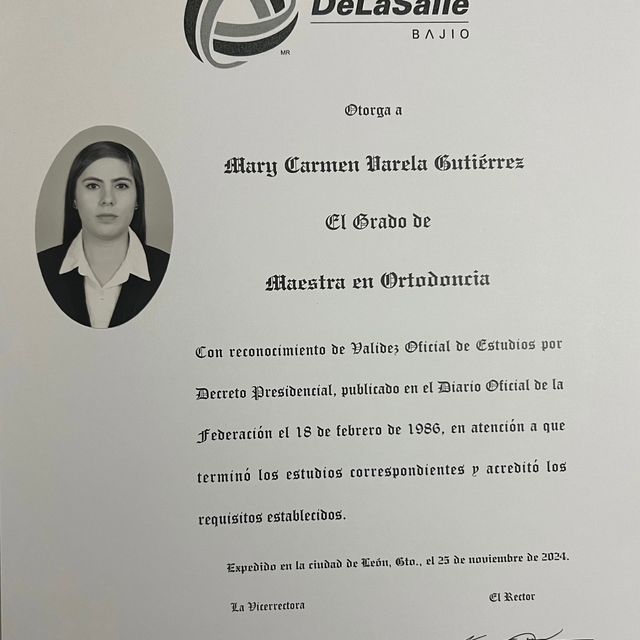 DeLaSalle
BAJIO
MR
Otorga a
Mary Carmen Varela Gutiérrez
El Grado de
Maestra en Ortodoncia
Con reconocimiento de Validez Oficial de Estudios por
Decreto Presidencial, publicado en el Diario Oficial de la
Federación el 18 de febrero de 1986, en atención a que
terminó los estudios correspondientes y acreditó los
requisitos establecidos.
Expedido en la ciudad de León, Gto., el 25 de noviembre de 2024.
La Vicerrectora
El Rector